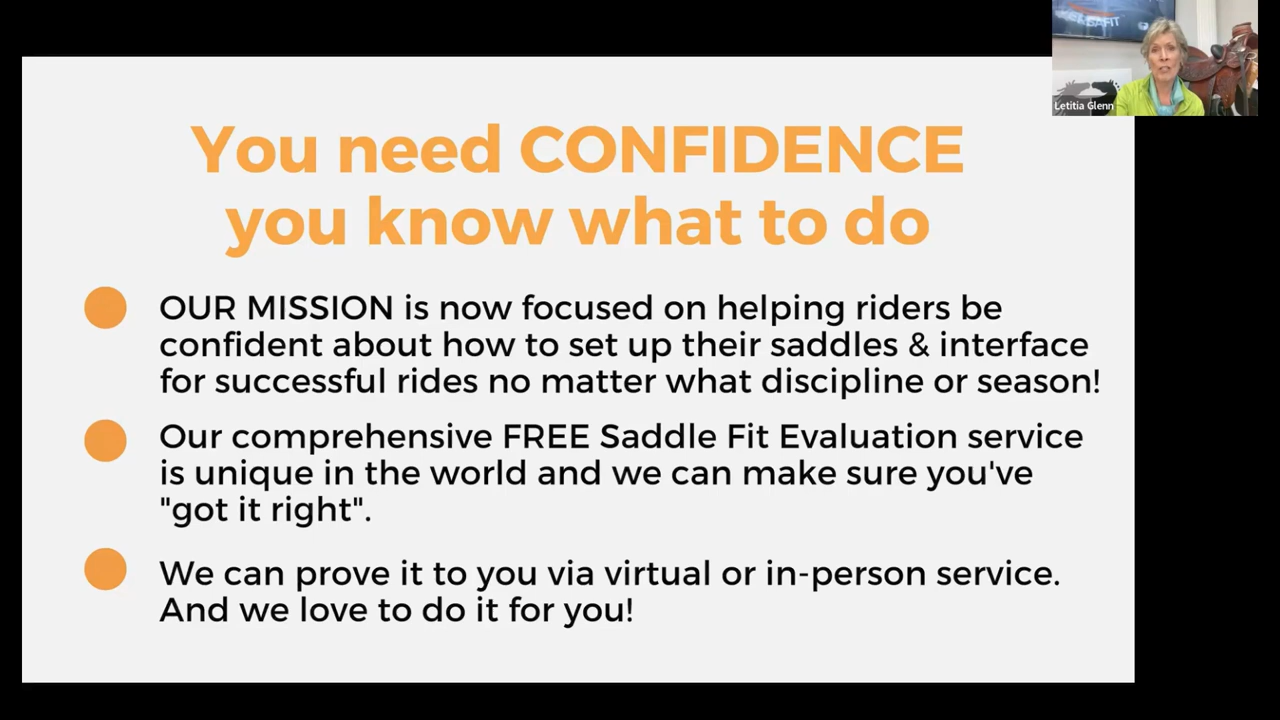 Letitia Glenn
You need CONFIDENCE
you know what to do
OUR MISSION is now focused on helping riders be
confident about how to set up their saddles & interface
for successful rides no matter what discipline or season!
Our comprehensive FREE Saddle Fit Evaluation service
is unique in the world and we can make sure you've
"got it right".
We can prove it to you via virtual or in-person service.
And we love to do it for you!